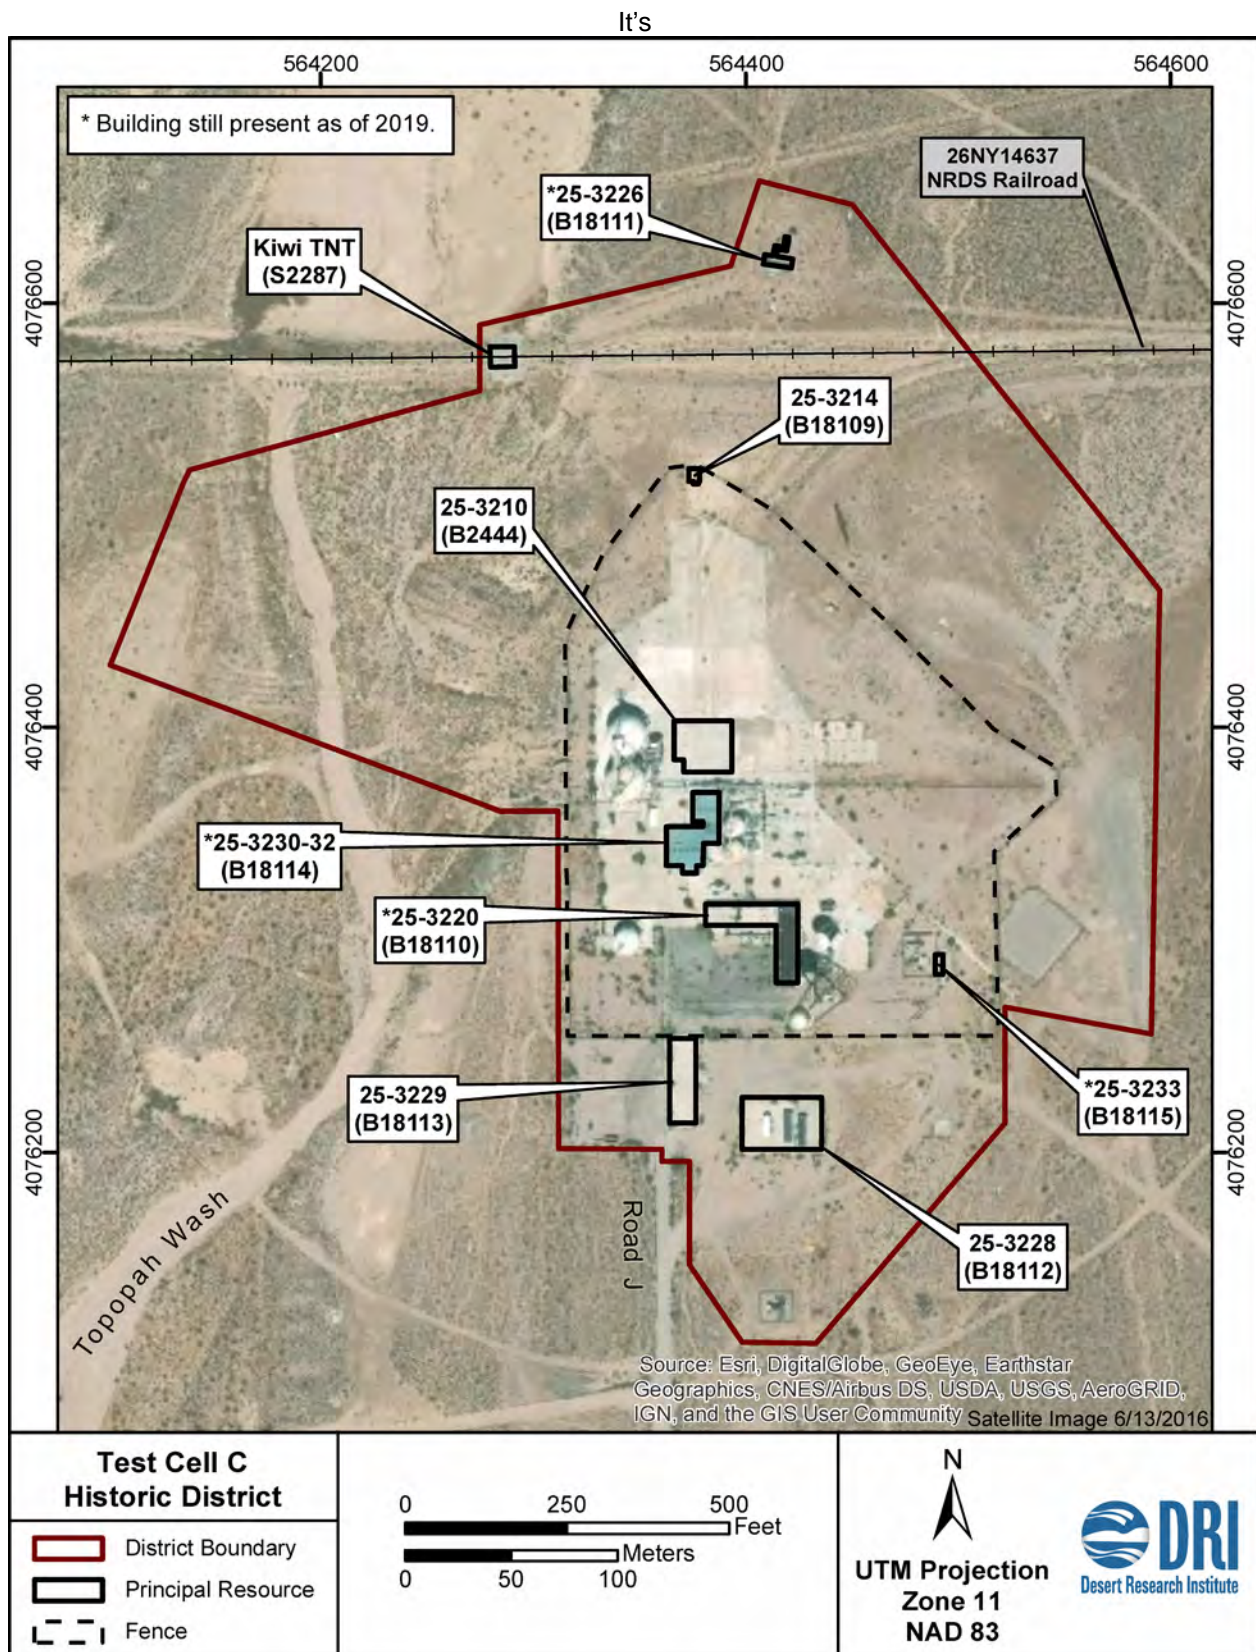 It's
564200
564400
564600
* Building still present as of 2019.
26NY14637
NRDS Railroad
*25-3226
(B18111)
Kiwi TNT
(S2287)
4076600
4076600
25-3214
(B18109)
25-3210
(B2444)
4076400
4076400
*25-3230-32
(B18114)
*25-3220
(B18110)
25-3229
(B18113)
*25-3233
(B18115)
4076200
4076200
Topopah Wash
Road J
25-3228
(B18112)
Source: Esri, DigitalGlobe, GeoEye, Earthstar
Geographics, CNES/Airbus DS, USDA, USGS, AeroGRID,
IGN, and the GIS User Community Satellite Image 6/13/2016
Test Cell C
Historic District
District Boundary
Principal Resource
Fence
0 250 500
Feet
Meters
0 50 100
N
UTM Projection
Zone 11
NAD 83
DRI
Desert Research Institute